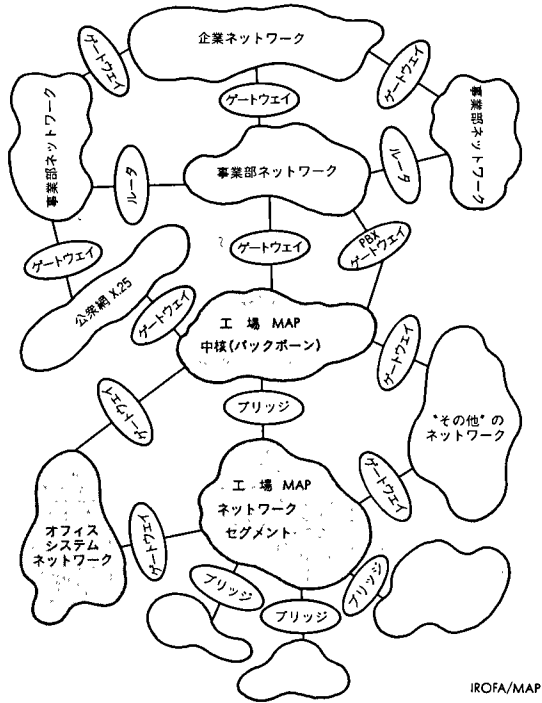 企業ネットワーク
ゲートウェイ
ゲートウェイ
ゲートウェイ
事業部ネットワーク
事業部ネットワーク
事業部ネットワーク
ルータ
ルータ
ゲートウェイ
ゲートウェイ
PBX
ゲートウェイ
公衆網X.25
ゲートウェイ
工場 MAP
中核(バックボーン)
ゲートウェイ
ゲートウェイ
ブリッジ
"その他"の
ネットワーク
工場 MAP
ネットワーク
セグメント
ゲートウェイ
オフィス
システム
ネットワーク
ゲートウェイ
ブリッジ
ブリッジ
ブリッジ
IROFA/MAP